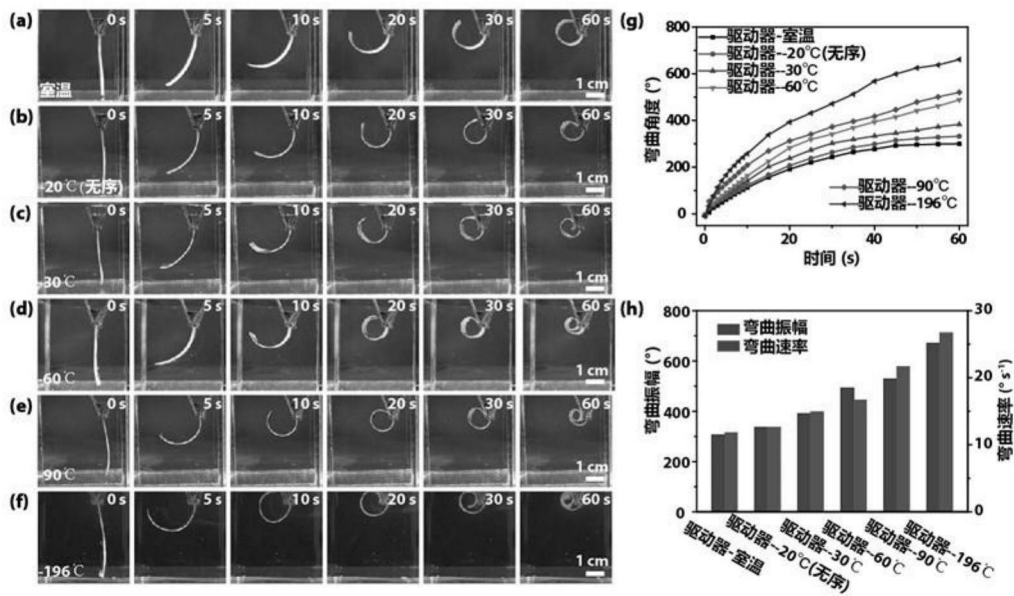 (a) 0 s 5 s 10 s 20 s 30 s 60 s
室温 1 cm
(b) 0 s 5 s 10 s 20 s 30 s 60 s
-20℃(无序) 1 cm
(c) 0 s 5 s 10 s 20 s 30 s 60 s
-30℃ 1 cm
(d) 0 s 5 s 10 s 20 s 30 s 60 s
-60℃ 1 cm
(e) 0 s 5 s 10 s 20 s 30 s 60 s
-90℃ 1 cm
(f) 0 s 5 s 10 s 20 s 30 s 60 s
-196℃ 1 cm
(g)
弯曲角度 (°)
800
600
400
200
0
驱动器-室温
驱动器--20℃(无序)
驱动器--30℃
驱动器--60℃
驱动器--90℃
驱动器--196℃
0 20 40 60
时间 (s)
(h)
弯曲振幅 (°)
800
600
400
200
0
弯曲振幅
弯曲速率
30
20
10
0
弯曲速率 (° s⁻¹)
驱动器-室温
驱动器--20℃(无序)
驱动器--30℃
驱动器--60℃
驱动器--90℃
驱动器--196℃